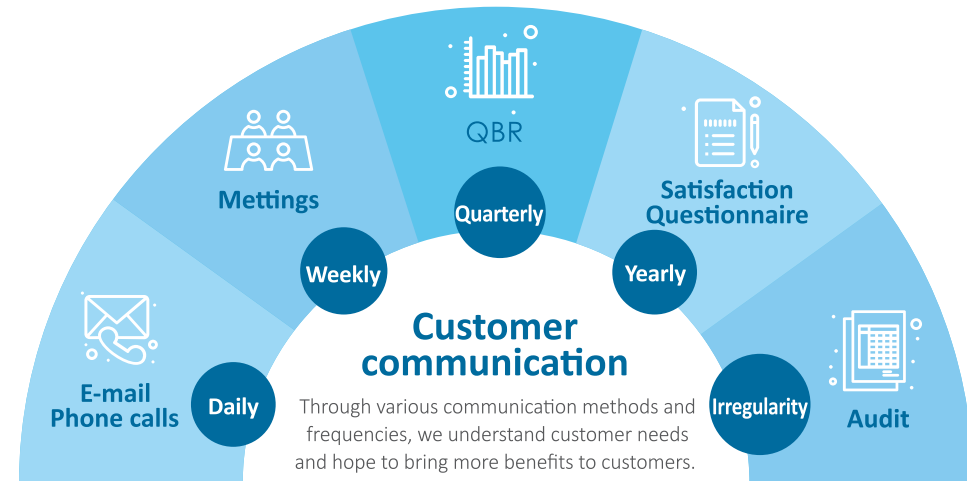 QBR
Mettings
Satisfaction
Questionnaire
Quarterly
Weekly
Yearly
E-mail
Phone calls
Daily
Irregularity
Audit
Customer
communication
Through various communication methods and
frequencies, we understand customer needs
and hope to bring more benefits to customers.